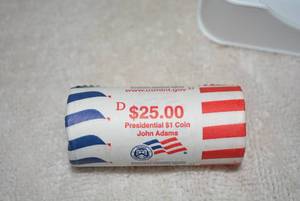 www.usmint.gov
D $25.00
Presidential $1 Coin
John Adams